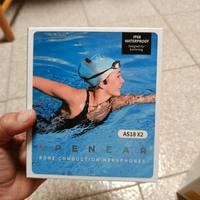 IP68
WATERPROOF
designed for
Swimming
AS18 X2
OPENEAR
BONE CONDUCTION HEADPHONES